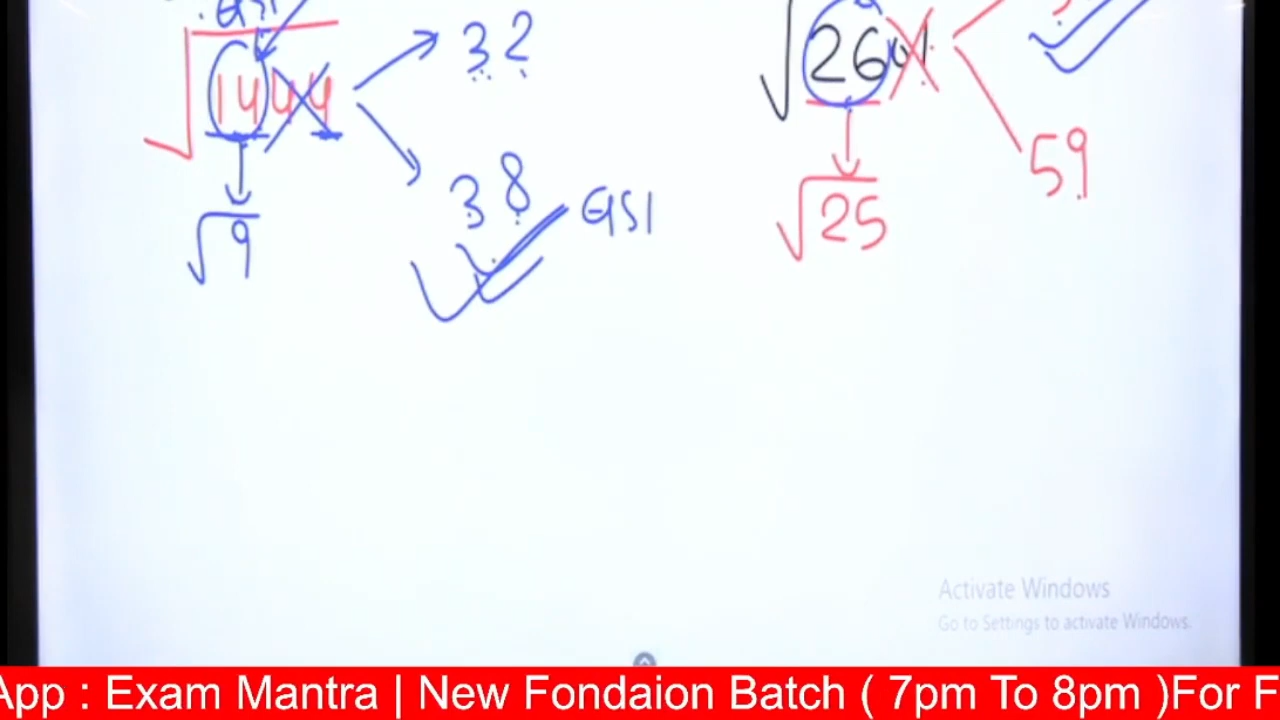 GSI
√1444
32
38
GSI
√9
√2601
59
√25
Activate Windows
Go to Settings to activate Windows.
App : Exam Mantra | New Fondaion Batch ( 7pm To 8pm )For F